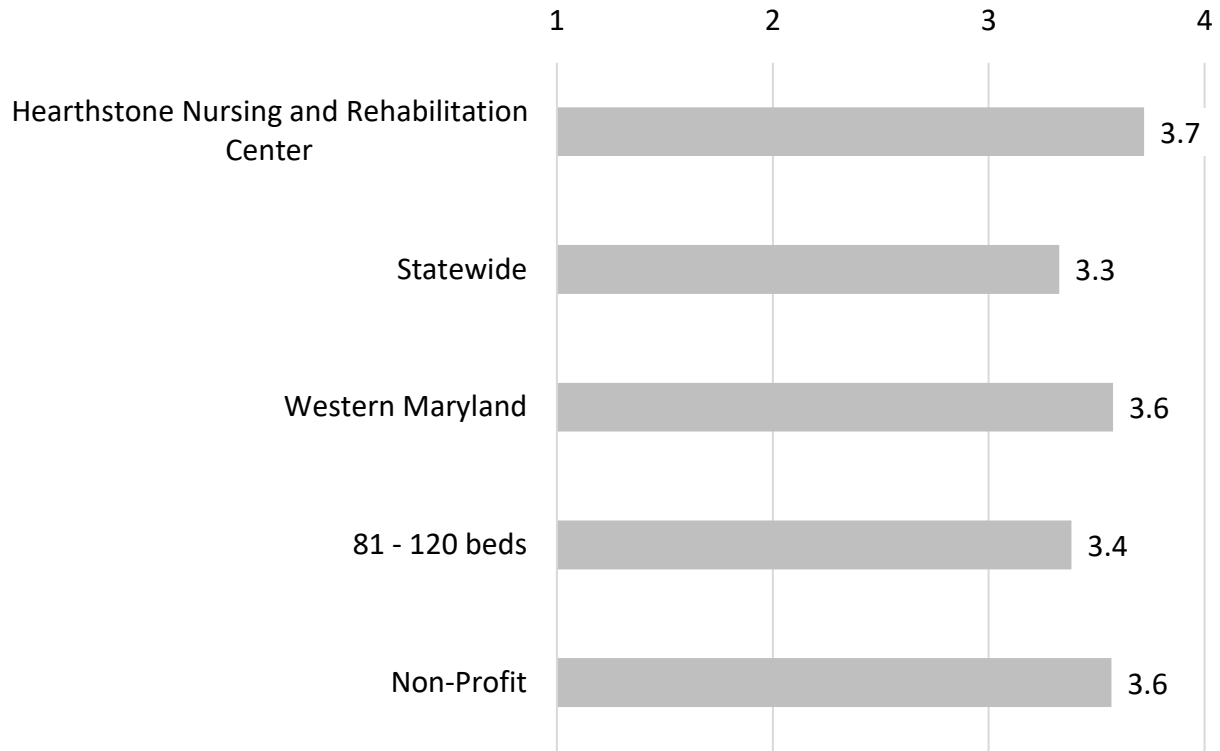 1 2 3 4
Hearthstone Nursing and Rehabilitation
Center
3.7
Statewide
3.3
Western Maryland
3.6
81 - 120 beds
3.4
Non-Profit
3.6